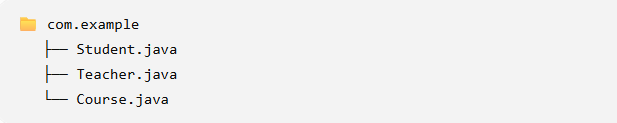 com.example
├── Student.java
├── Teacher.java
└── Course.java